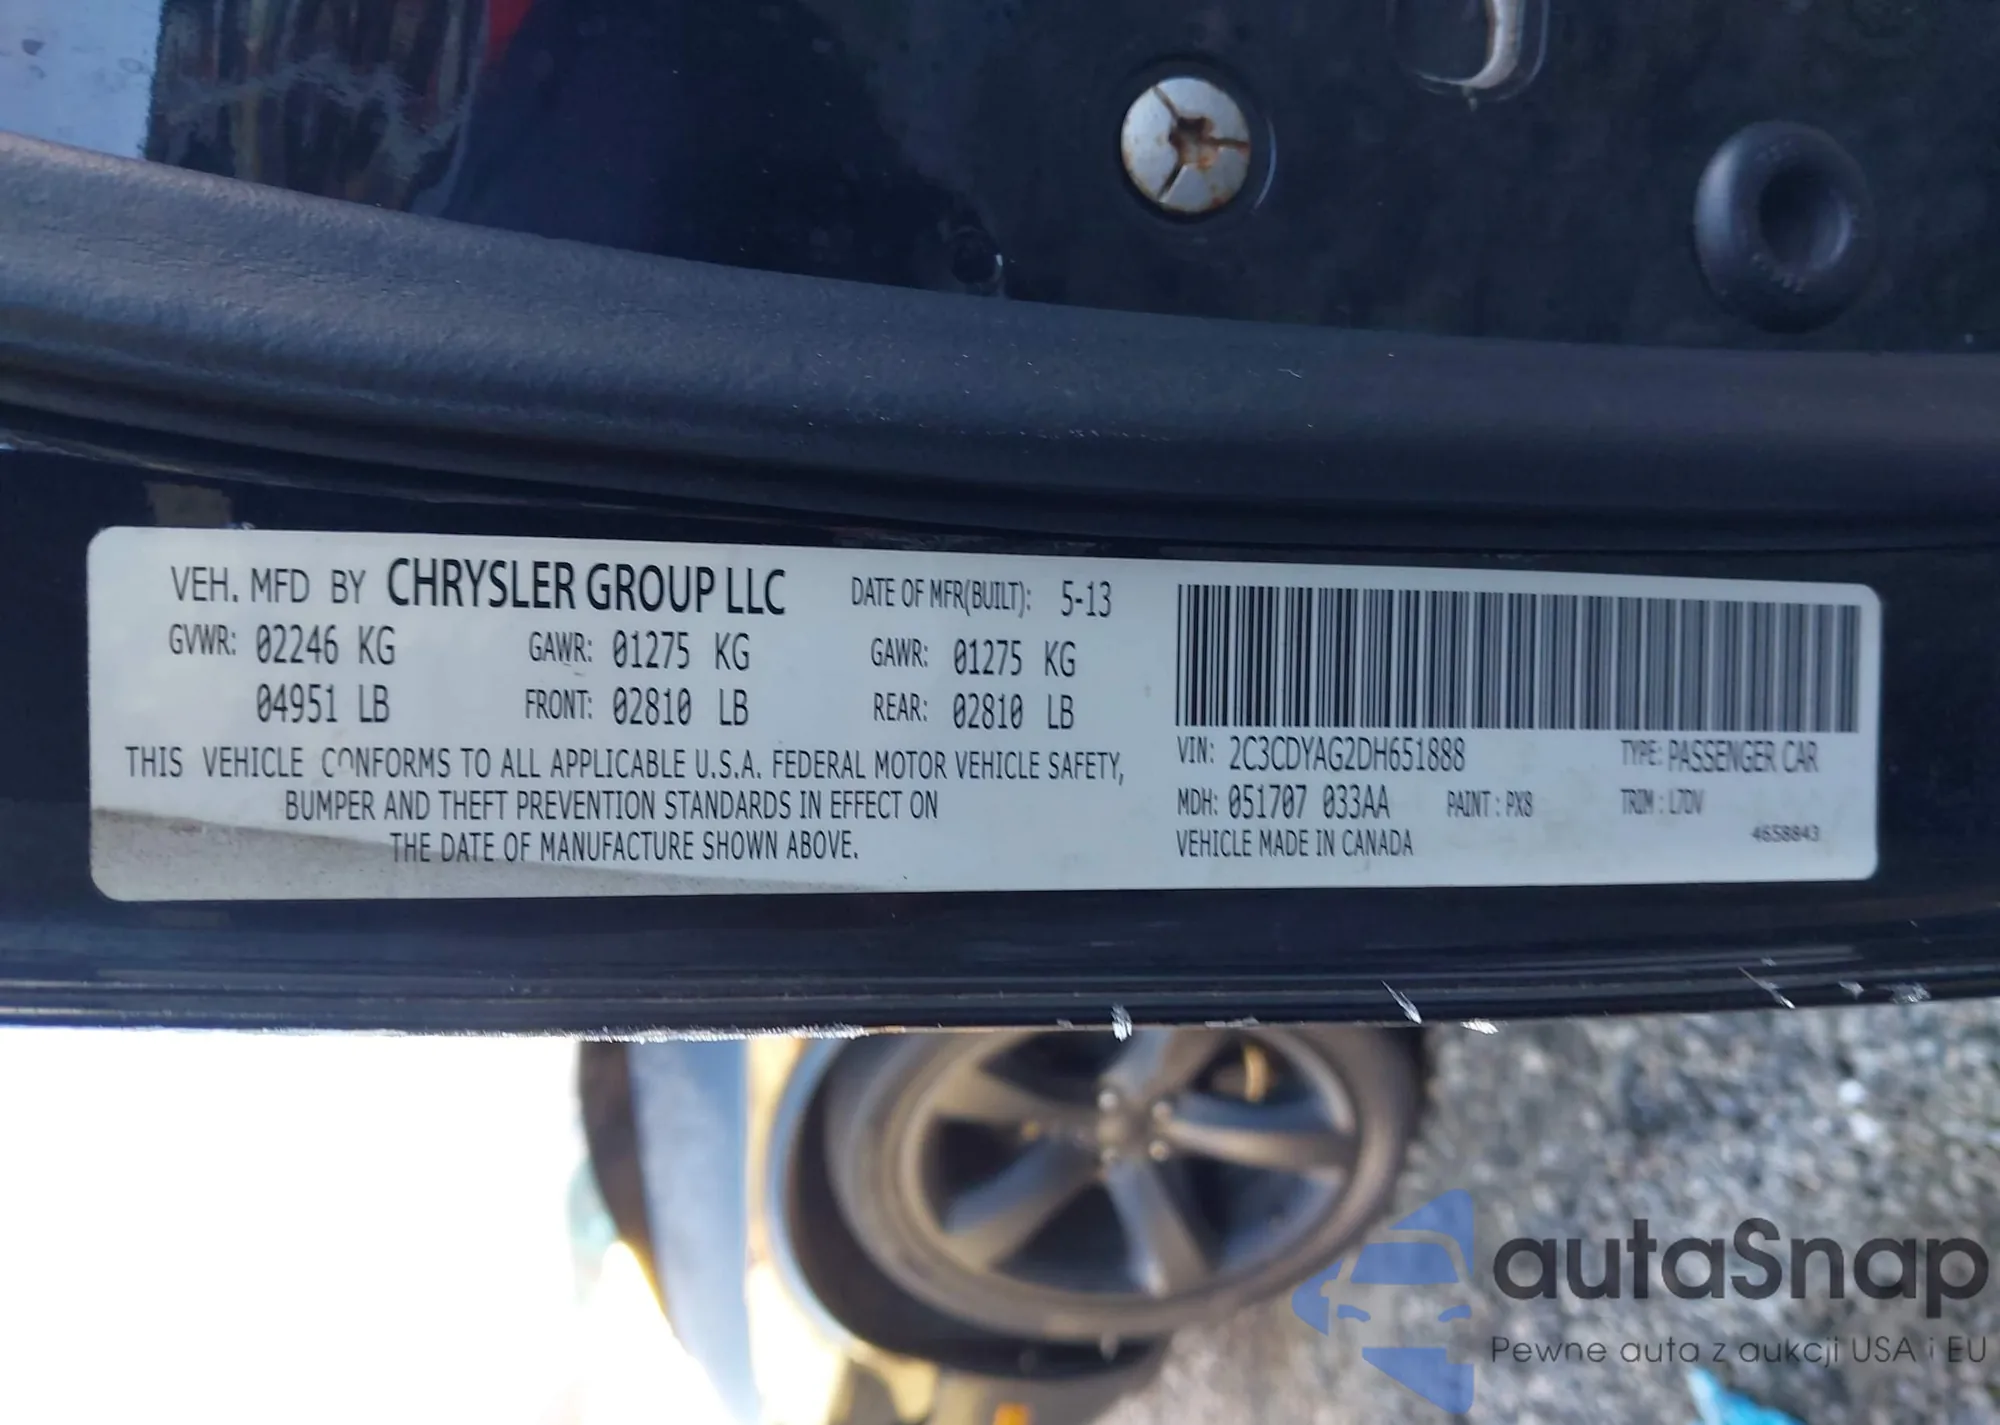 VEH. MFD BY CHRYSLER GROUP LLC DATE OF MFR(BUILT): 5-13
GVWR: 02246 KG GAWR: 01275 KG GAWR: 01275 KG
04951 LB FRONT: 02810 LB REAR: 02810 LB
THIS VEHICLE CONFORMS TO ALL APPLICABLE U.S.A. FEDERAL MOTOR VEHICLE SAFETY,
BUMPER AND THEFT PREVENTION STANDARDS IN EFFECT ON
THE DATE OF MANUFACTURE SHOWN ABOVE.
VIN: 2C3CDYAG2DH651888 TYPE: PASSENGER CAR
MDH: 051707 033AA PAINT: PX8 TRIM: L7DV
VEHICLE MADE IN CANADA 4658843
autaSnap
Pewne auta z aukcji USA i EU